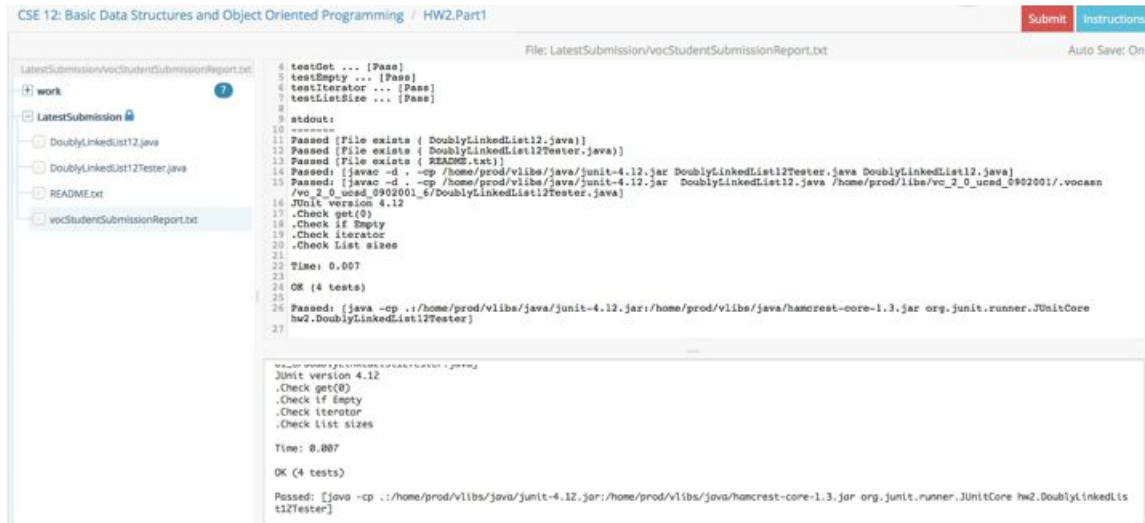 CSE 12: Basic Data Structures and Object Oriented Programming / HW2.Part1
Submit Instructions
File: LatestSubmission/vocStudentSubmissionReport.txt
Auto Save: On
LatestSubmission/vocStudentSubmissionReport.txt
work ?
LatestSubmission
DoublyLinkedList12.java
DoublyLinkedList12Tester.java
README.txt
vocStudentSubmissionReport.txt
4 testGet ... [Pass]
5 testEmpty ... [Pass]
6 testIterator ... [Pass]
7 testListSize ... [Pass]
8
9 stdout:
10 =======
11 Passed [File exists ( DoublyLinkedList12.java)]
12 Passed [File exists ( DoublyLinkedList12Tester.java)]
13 Passed [File exists ( README.txt)]
14 Passed: [javac -d . -cp /home/prod/vlibs/java/junit-4.12.jar DoublyLinkedList12Tester.java DoublyLinkedList12.java]
15 Passed: [javac -d . -cp /home/prod/vlibs/java/junit-4.12.jar  DoublyLinkedList12.java /home/prod/libs/vc_2_0_ucsd_0902001/.vocasn
/vc_2_0_ucsd_0902001_6/DoublyLinkedList12Tester.java]
16 JUnit version 4.12
17 .Check get(0)
18 .Check if Empty
19 .Check iterator
20 .Check List sizes
21
22 Time: 0.007
23
24 OK (4 tests)
25
26 Passed: [java -cp .:/home/prod/vlibs/java/junit-4.12.jar:/home/prod/vlibs/java/hamcrest-core-1.3.jar org.junit.runner.JUnitCore
hw2.DoublyLinkedList12Tester]
27
JUnit version 4.12
.Check get(0)
.Check if Empty
.Check iterator
.Check List sizes
Time: 0.007
OK (4 tests)
Passed: [java -cp .:/home/prod/vlibs/java/junit-4.12.jar:/home/prod/vlibs/java/hamcrest-core-1.3.jar org.junit.runner.JUnitCore hw2.DoublyLinkedLis
t12Tester]